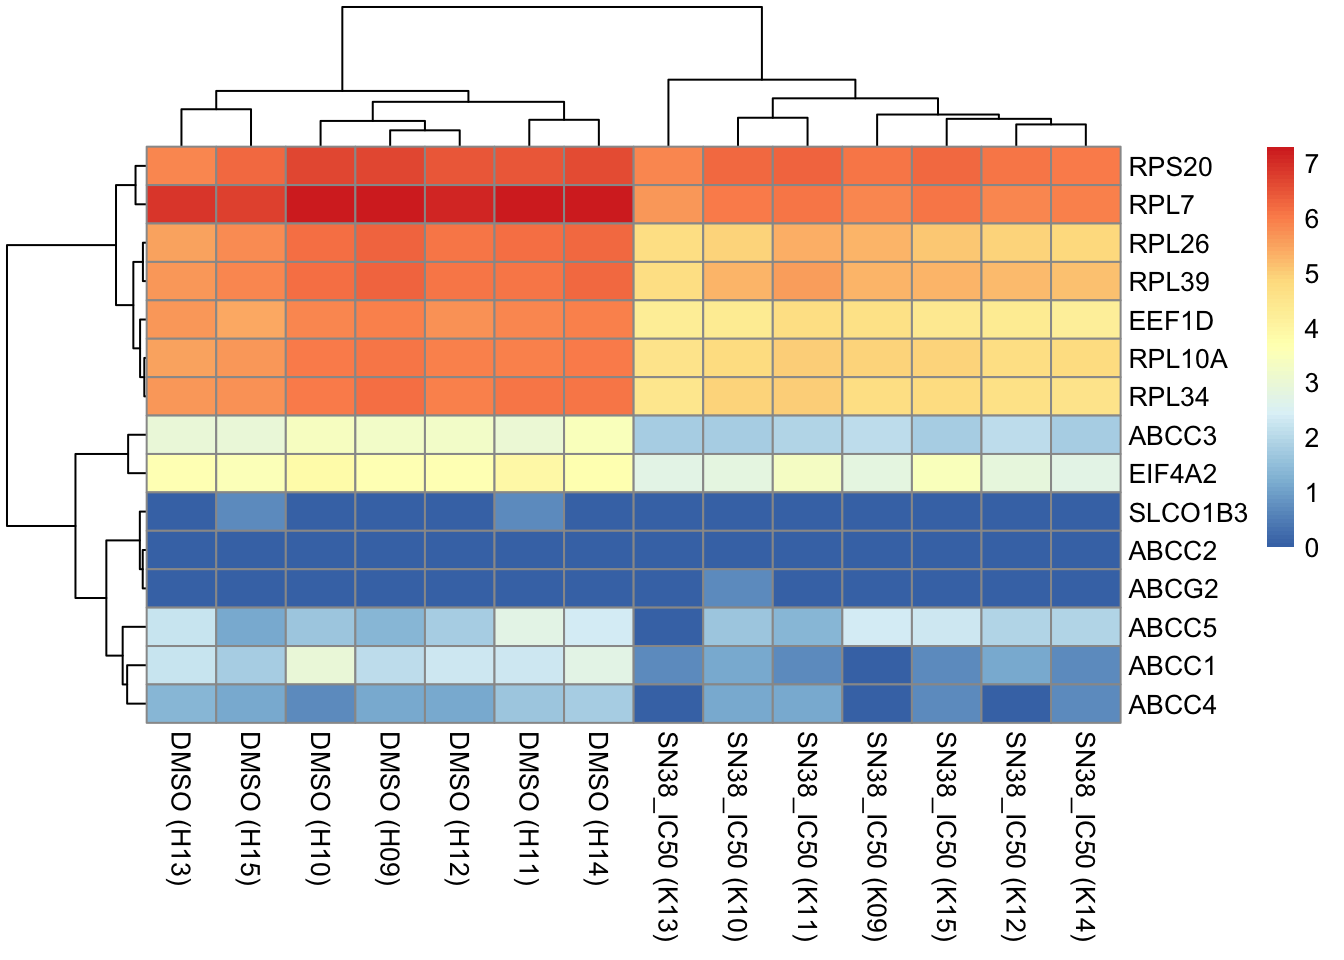 RPS20
RPL7
RPL26
RPL39
EEF1D
RPL10A
RPL34
ABCC3
EIF4A2
SLCO1B3
ABCC2
ABCG2
ABCC5
ABCC1
ABCC4
7
6
5
4
3
2
1
0
DMSO (H13)
DMSO (H15)
DMSO (H10)
DMSO (H09)
DMSO (H12)
DMSO (H11)
DMSO (H14)
SN38_IC50 (K13)
SN38_IC50 (K10)
SN38_IC50 (K11)
SN38_IC50 (K09)
SN38_IC50 (K15)
SN38_IC50 (K12)
SN38_IC50 (K14)